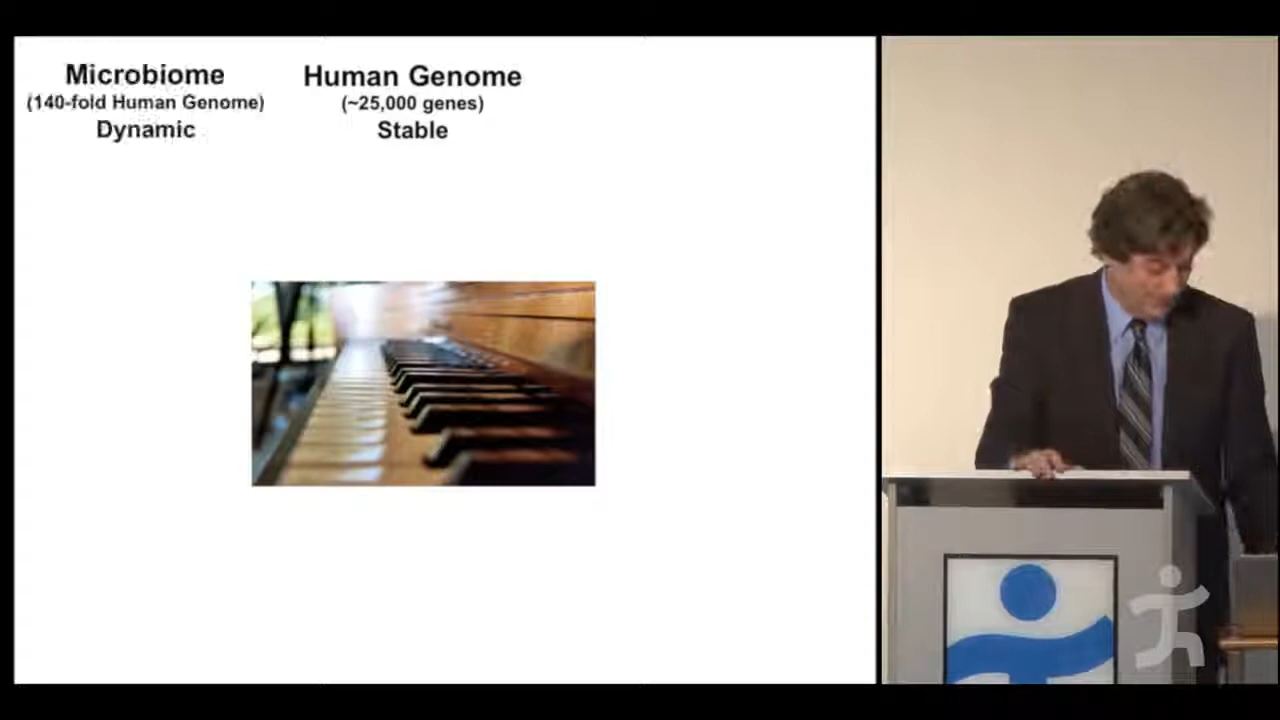 Microbiome
(140-fold Human Genome)
Dynamic
Human Genome
(~25,000 genes)
Stable